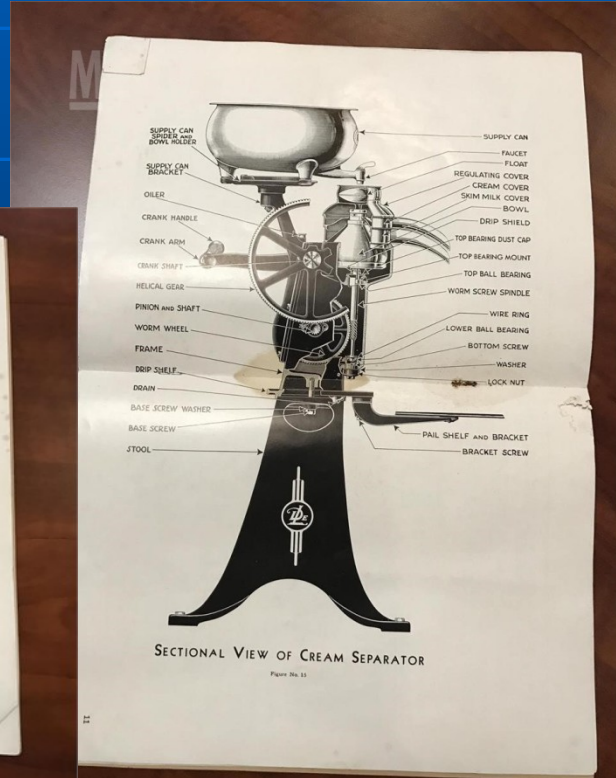 M
SUPPLY CAN
SPIDER AND
BOWL HOLDER
SUPPLY CAN
BRACKET
OILER
CRANK HANDLE
CRANK ARM
CRANK SHAFT
HELICAL GEAR
PINION AND SHAFT
WORM WHEEL
FRAME
DRIP SHELF
DRAIN
BASE SCREW WASHER
BASE SCREW
STOOL
SUPPLY CAN
FAUCET
FLOAT
REGULATING COVER
CREAM COVER
SKIM MILK COVER
BOWL
DRIP SHIELD
TOP BEARING DUST CAP
TOP BEARING MOUNT
TOP BALL BEARING
WORM SCREW SPINDLE
WIRE RING
LOWER BALL BEARING
BOTTOM SCREW
WASHER
LOCK NUT
PAIL SHELF AND BRACKET
BRACKET SCREW
SECTIONAL VIEW OF CREAM SEPARATOR
Figure No. 11
11